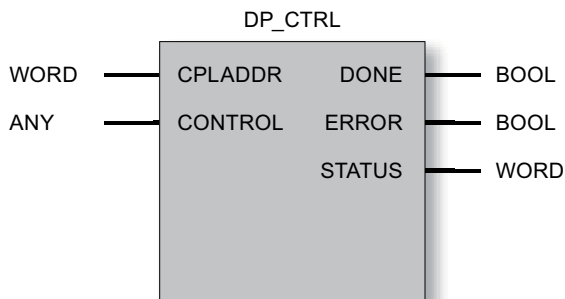 DP_CTRL
WORD CPLADDR DONE BOOL
ANY CONTROL ERROR BOOL
STATUS WORD